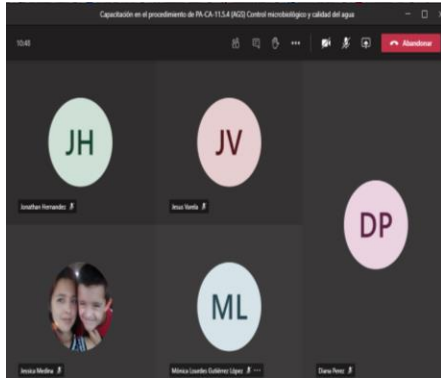 Capacitación en el procedimiento de PA-CA-11.5.4 (AGS) Control microbiológico y calidad del agua
10:48
Abandonar
JH
Jonathan Hernandez
JV
Jesus Varela
DP
Diana Perez
Jessica Medina
ML
Mónica Lourdes Gutiérrez López